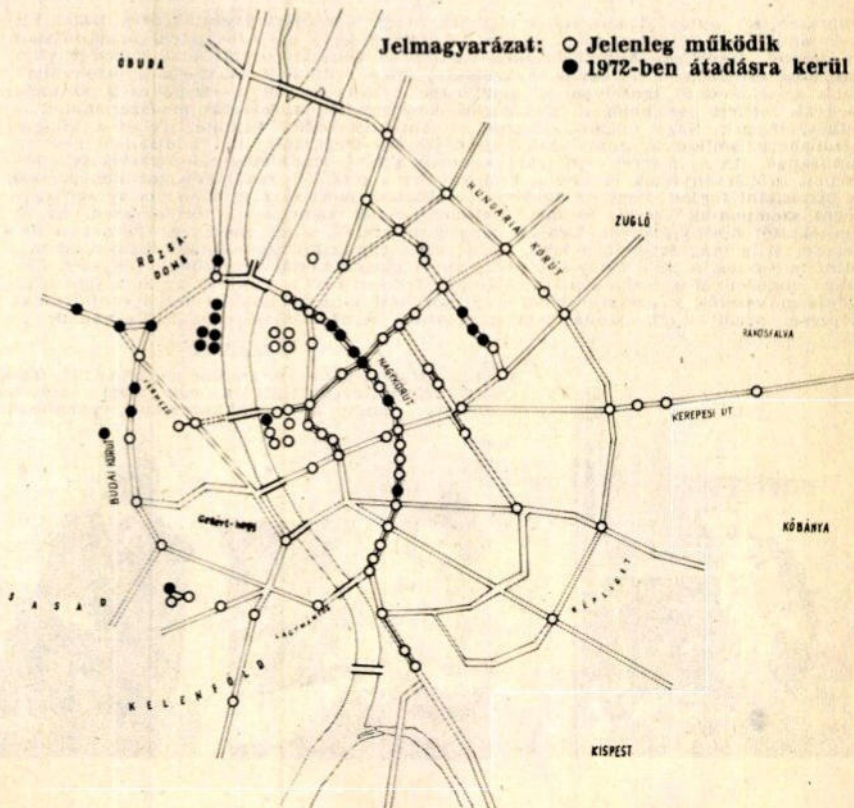 Jelmagyarázat: ○ Jelenleg működik
● 1972-ben átadásra kerül
ÓBUDA
HUNGÁRIA KÖRÚT
ZUGLÓ
RÓZSA-
DOMB
RÁKOSFALVA
NAGYKÖRÚT
KEREPESI ÚT
BUDAI KÖRÚT
Gellért-hegy
KŐBÁNYA
SASAD
NÉPLIGET
LÁGYMÁNYOS
KELENFÖLD
KISPEST